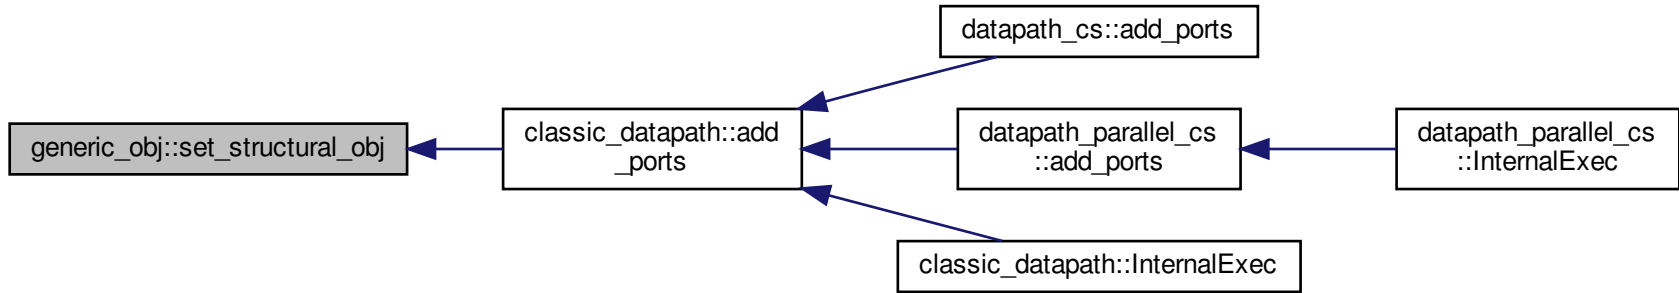 generic_obj::set_structural_obj
classic_datapath::add
_ports
datapath_cs::add_ports
datapath_parallel_cs
::add_ports
classic_datapath::InternalExec
datapath_parallel_cs
::InternalExec